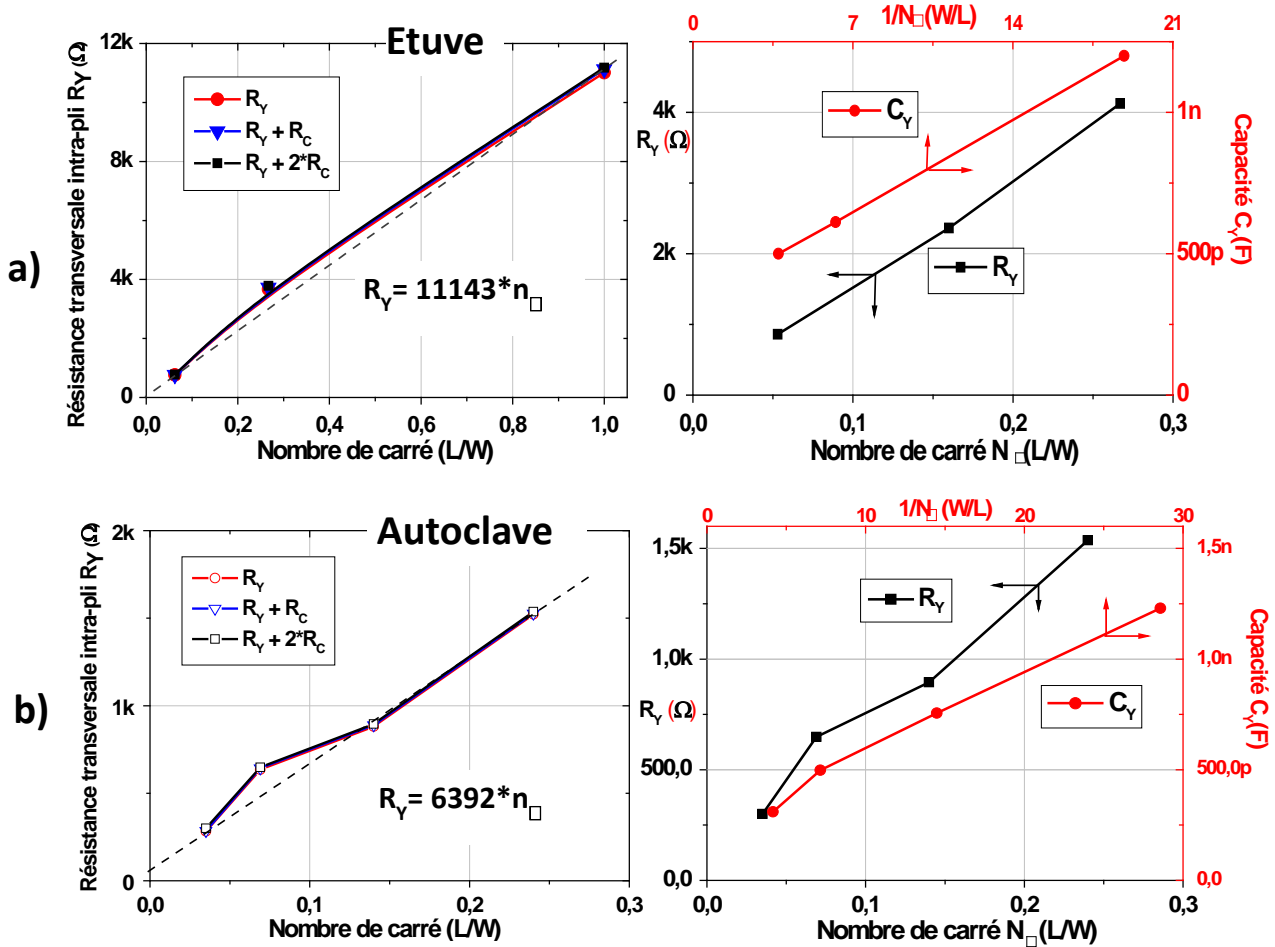 a)
Etuve
Résistance transversale intra-pli RY (Ω)
12k
8k
4k
0
RY
RY + RC
RY + 2*RC
RY= 11143*n□
0,0 0,2 0,4 0,6 0,8 1,0
Nombre de carré (L/W)
1/N□(W/L)
0 7 14 21
RY (Ω)
4k
2k
0
CY
RY
1n
500p
0
Capacité CY(F)
0,0 0,1 0,2 0,3
Nombre de carré N□(L/W)
b)
Autoclave
Résistance transversale intra-pli RY (Ω)
2k
1k
0
RY
RY + RC
RY + 2*RC
RY= 6392*n□
0,0 0,1 0,2 0,3
Nombre de carré (L/W)
1/N□ (W/L)
0 10 20 30
RY (Ω)
1,5k
1,0k
500,0
0,0
RY
CY
1,5n
1,0n
500,0p
0,0
Capacité CY(F)
0,0 0,1 0,2 0,3
Nombre de carré N□(L/W)